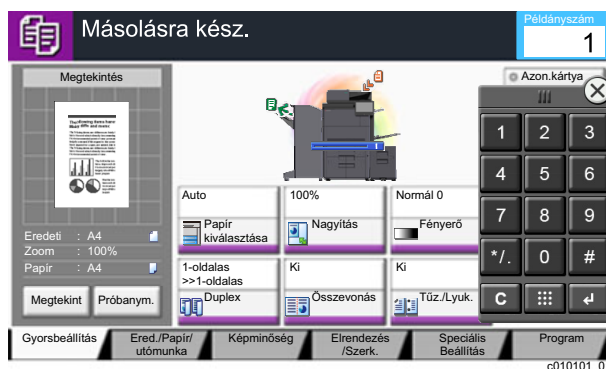 Másolásra kész.
Példányszám
1
Megtekintés
Azon.kártya
Eredeti : A4
Zoom : 100%
Papír : A4
Megtekint
Próbanym.
Auto
Papír
kiválasztása
100%
Nagyítás
Normál 0
Fényerő
1-oldalas
>>1-oldalas
Duplex
Ki
Összevonás
Ki
Tűz./Lyuk.
1 2 3
4 5 6
7 8 9
*/. 0 #
C
Gyorsbeállítás
Ered./Papír/
utómunka
Képminőség
Elrendezés
/Szerk.
Speciális
Beállítás
Program